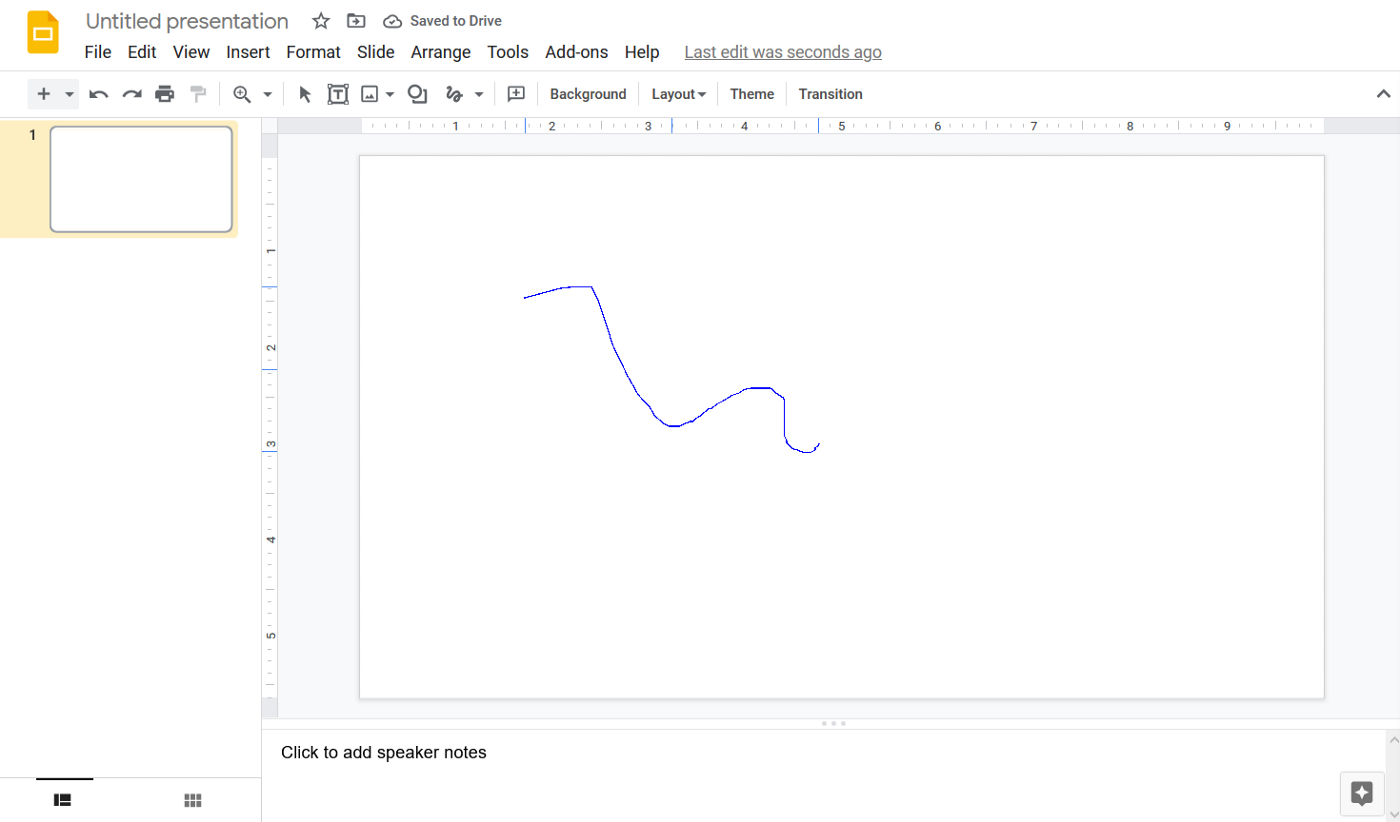 Untitled presentation Saved to Drive
File Edit View Insert Format Slide Arrange Tools Add-ons Help Last edit was seconds ago
Background Layout Theme Transition
1 2 3 4 5 6 7 8 9
1
1
2
3
4
5
Click to add speaker notes